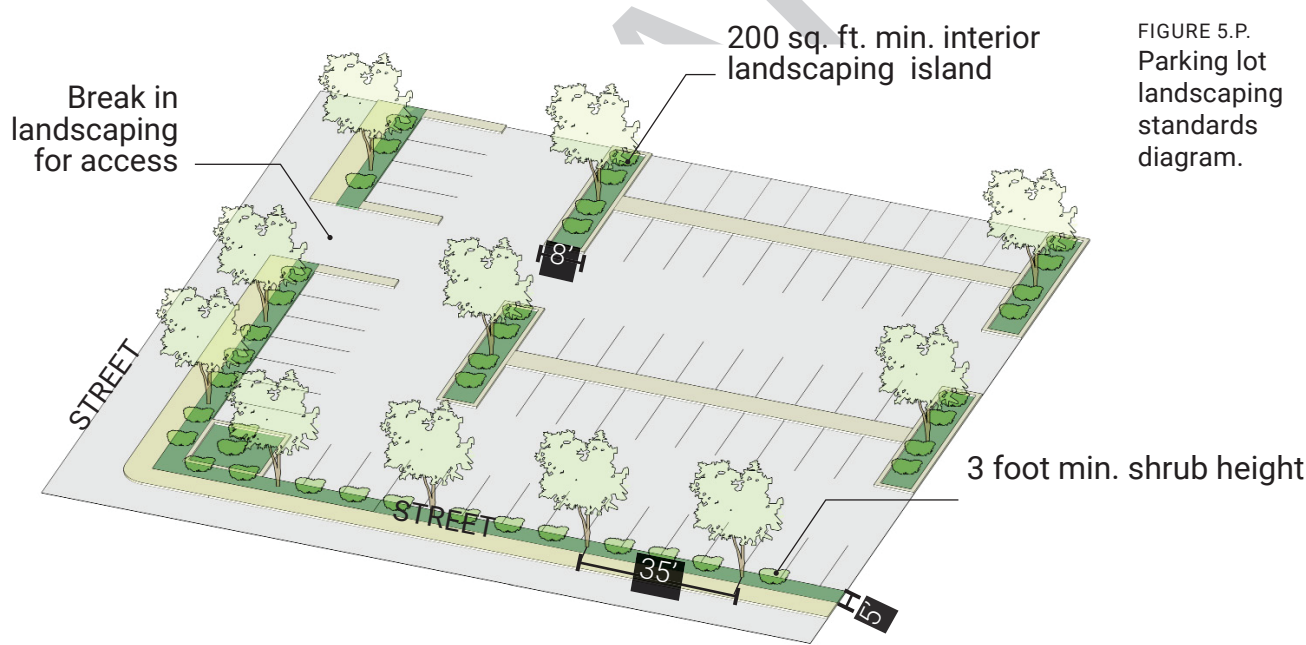 FIGURE 5.P.
Parking lot
landscaping
standards
diagram.
200 sq. ft. min. interior
landscaping island
Break in
landscaping
for access
8'
STREET
3 foot min. shrub height
STREET
35'
5'